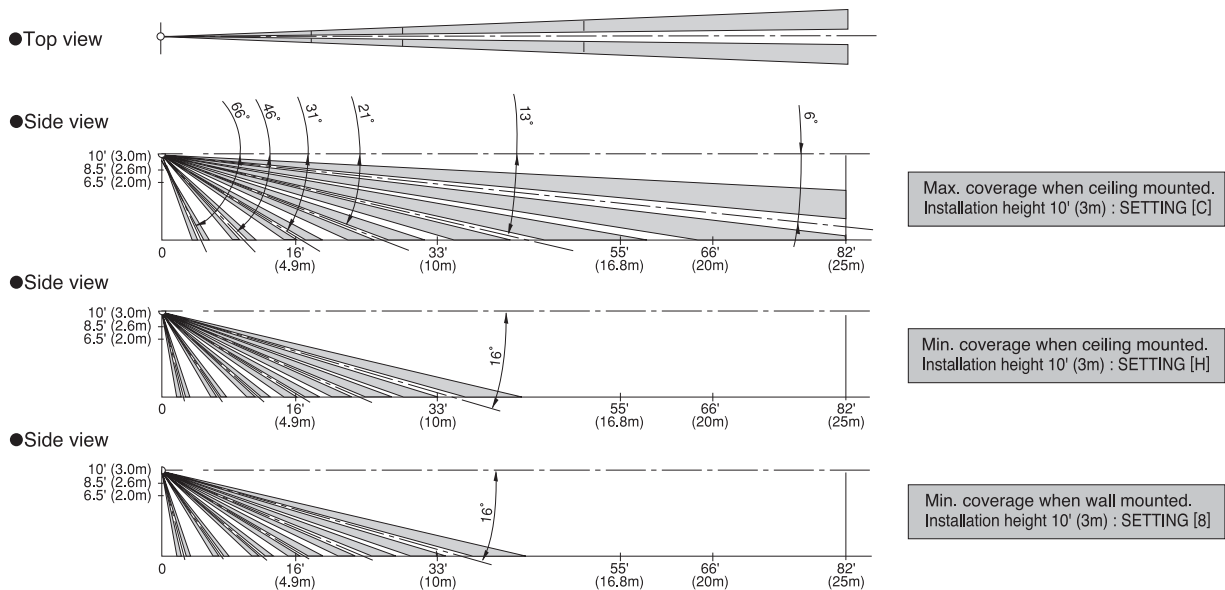 ●Top view
●Side view
66° 46° 31° 21° 13° 6°
10' (3.0m)
8.5' (2.6m)
6.5' (2.0m)
0 16' 33' 55' 66' 82'
(4.9m) (10m) (16.8m) (20m) (25m)
Max. coverage when ceiling mounted.
Installation height 10' (3m) : SETTING [C]
●Side view
10' (3.0m)
8.5' (2.6m)
6.5' (2.0m)
16°
0 16' 33' 55' 66' 82'
(4.9m) (10m) (16.8m) (20m) (25m)
Min. coverage when ceiling mounted.
Installation height 10' (3m) : SETTING [H]
●Side view
10' (3.0m)
8.5' (2.6m)
6.5' (2.0m)
16°
0 16' 33' 55' 66' 82'
(4.9m) (10m) (16.8m) (20m) (25m)
Min. coverage when wall mounted.
Installation height 10' (3m) : SETTING [8]